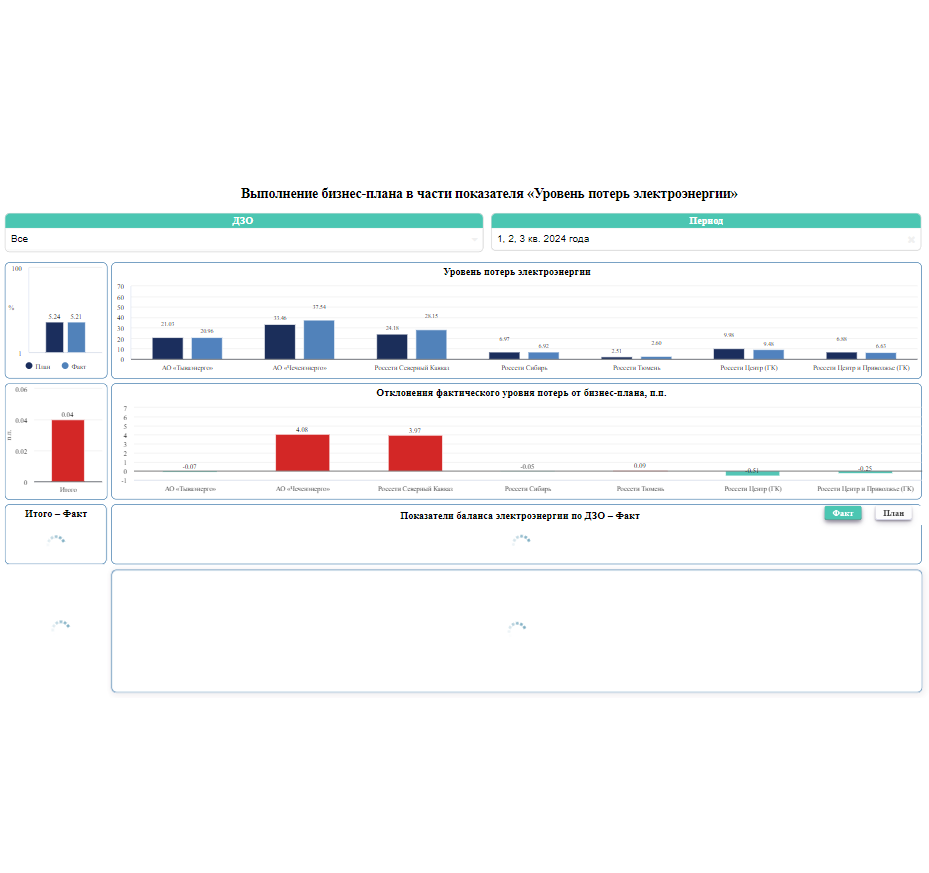 Выполнение бизнес-плана в части показателя «Уровень потерь электроэнергии»
ДЗО
Период
Все
1, 2, 3 кв. 2024 года
100
%
1
5.24 5.21
План Факт
Уровень потерь электроэнергии
70
60
50
40
30
20
10
0
21.03 20.96 33.46 37.54 24.18 28.15 6.97 6.92 2.51 2.60 9.98 9.46 6.88 6.63
АО «Тываэнерго» АО «Чеченэнерго» Россети Северный Кавказ Россети Сибирь Россети Тюмень Россети Центр (ГК) Россети Центр и Приволжье (ГК)
0.06
0.04
0.02
0
п.п.
0.04
Итого
Отклонения фактического уровня потерь от бизнес-плана, п.п.
7
6
5
4
3
2
1
0
-1
-0.07 4.08 3.97 -0.05 0.09 -0.51 -0.25
АО «Тываэнерго» АО «Чеченэнерго» Россети Северный Кавказ Россети Сибирь Россети Тюмень Россети Центр (ГК) Россети Центр и Приволжье (ГК)
Итого – Факт
Показатели баланса электроэнергии по ДЗО – Факт
Факт План